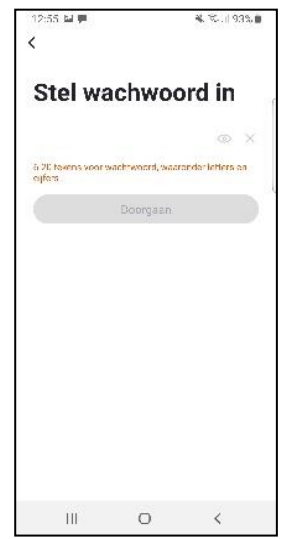 12:55 93%
Stel wachwoord in
6-20 tekens voor wachtwoord, waaronder letters en
cijfers
Doorgaan